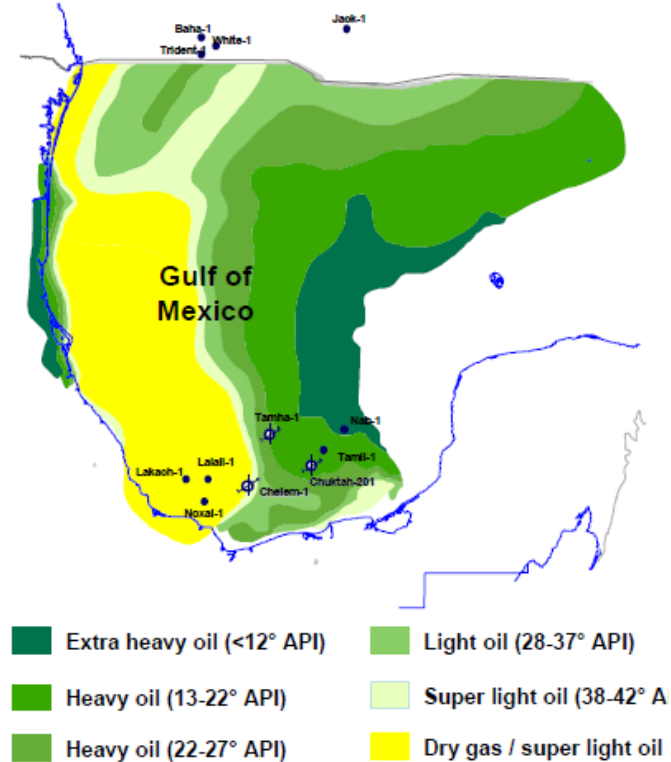 Jack-1
Baha-1
White-1
Trident-1
Gulf of
Mexico
Tamha-1
Nab-1
Tamil-1
Lakach-1
Lalail-1
Chuktah-201
Chelem-1
Noxal-1
Extra heavy oil (<12° API)
Light oil (28-37° API)
Heavy oil (13-22° API)
Super light oil (38-42° A
Heavy oil (22-27° API)
Dry gas / super light oil